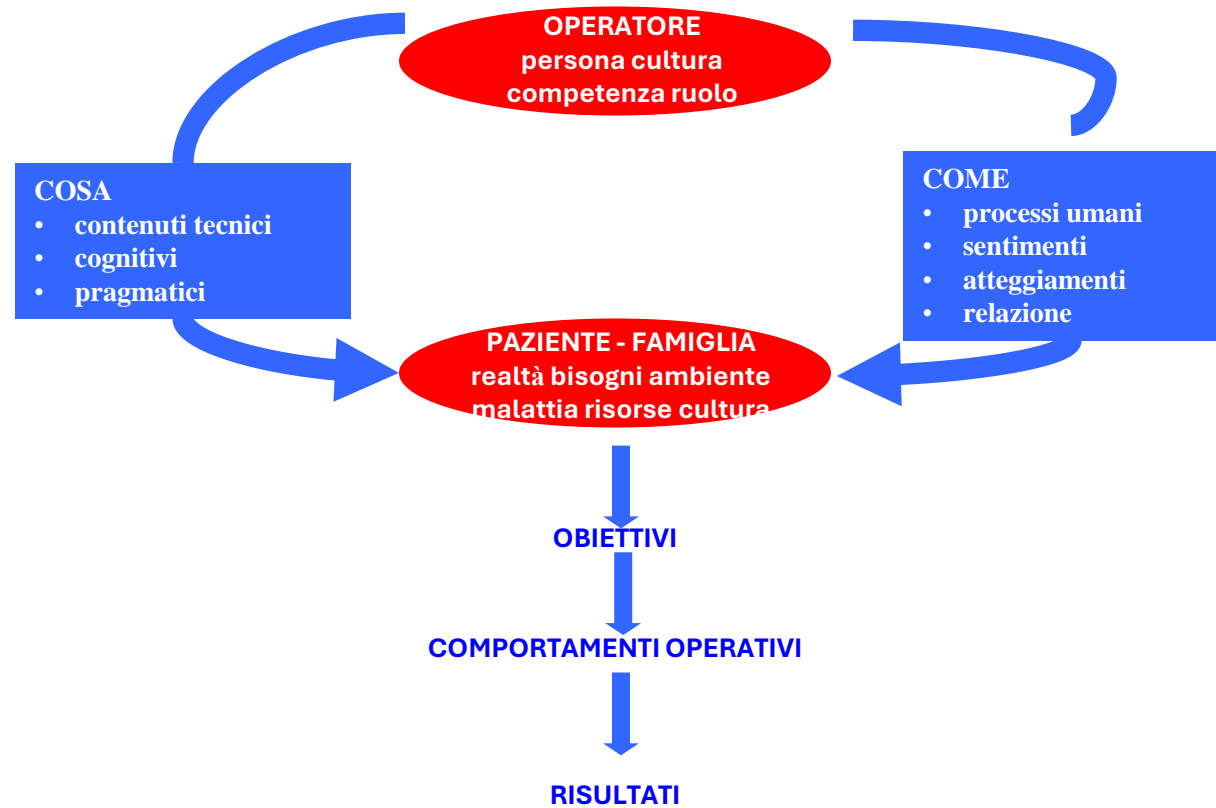 OPERATORE
persona cultura
competenza ruolo
COSA
• contenuti tecnici
• cognitivi
• pragmatici
COME
• processi umani
• sentimenti
• atteggiamenti
• relazione
PAZIENTE - FAMIGLIA
realtà bisogni ambiente
malattia risorse cultura
OBIETTIVI
COMPORTAMENTI OPERATIVI
RISULTATI